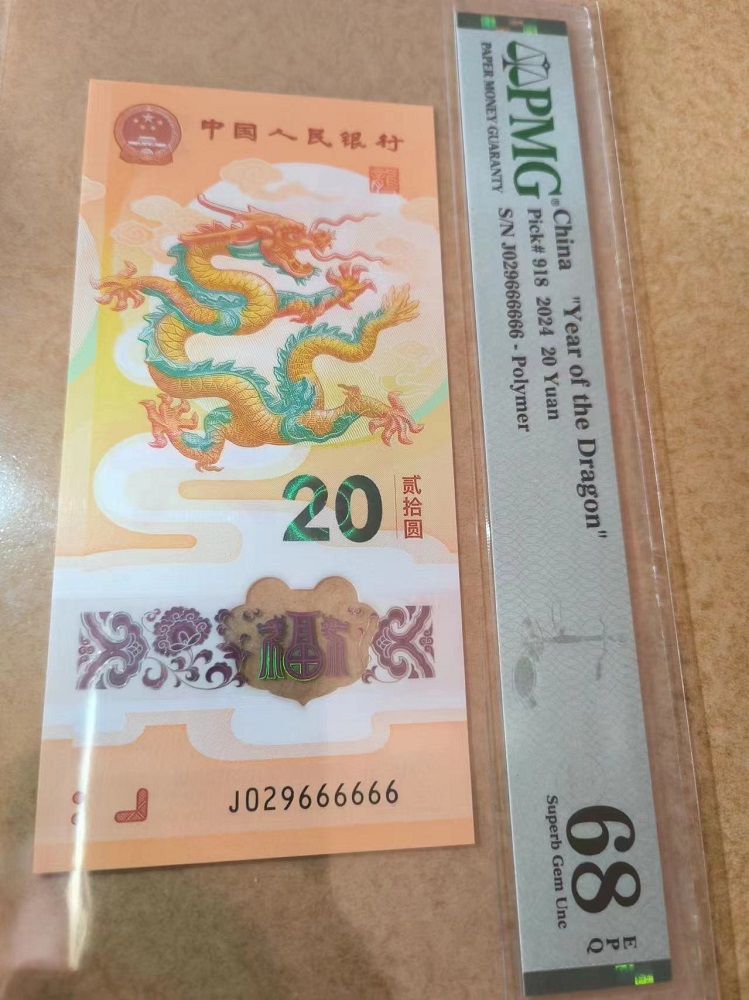 中国人民银行
20
贰拾圆
福
J029666666
PMG®
PAPER MONEY GUARANTY
China "Year of the Dragon"
Pick# 918 2024 20 Yuan
S/N J029666666 - Polymer
68
EPQ
Superb Gem Unc